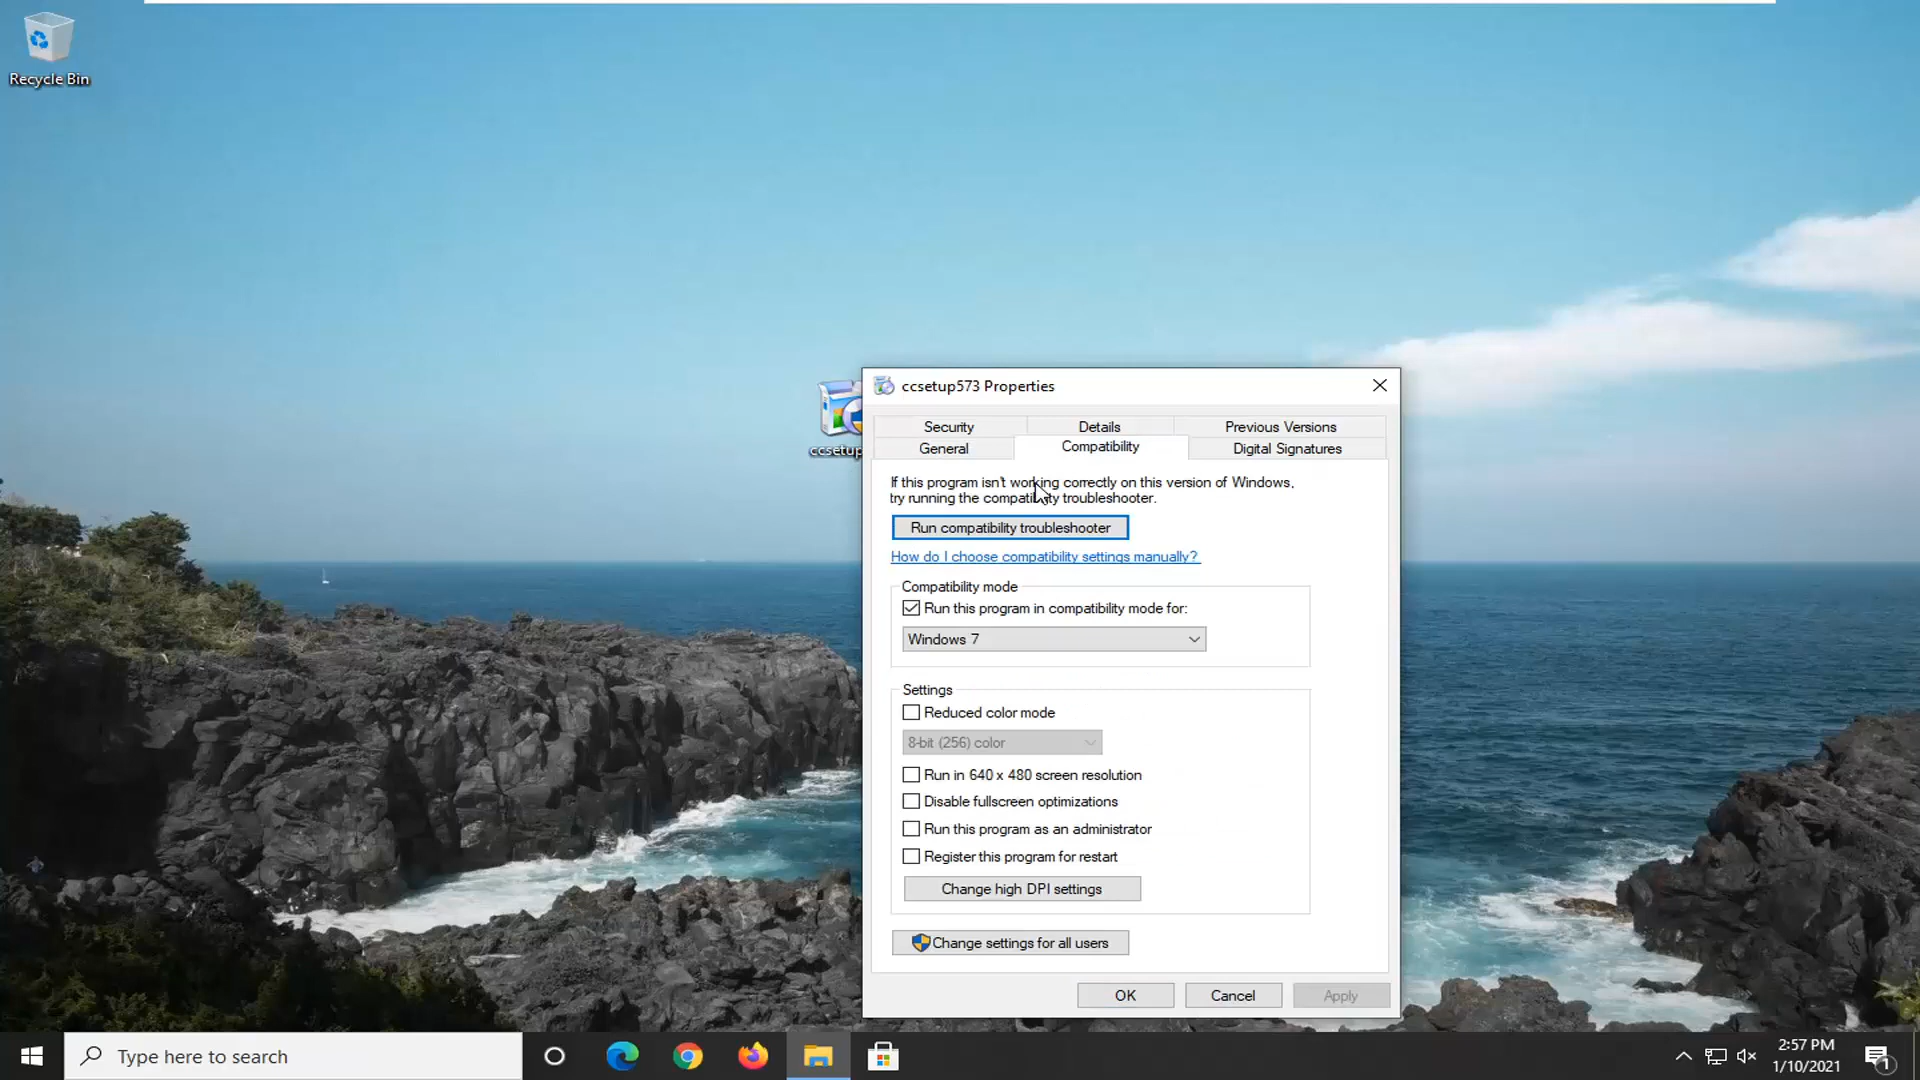 Recycle Bin
ccsetup
ccsetup573 Properties
Security
Details
Previous Versions
General
Compatibility
Digital Signatures
If this program isn't working correctly on this version of Windows,
try running the compatibility troubleshooter.
Run compatibility troubleshooter
How do I choose compatibility settings manually?
Compatibility mode
Run this program in compatibility mode for:
Windows 7
Settings
Reduced color mode
8-bit (256) color
Run in 640 x 480 screen resolution
Disable fullscreen optimizations
Run this program as an administrator
Register this program for restart
Change high DPI settings
Change settings for all users
OK
Cancel
Apply
Type here to search
2:57 PM
1/10/2021
1